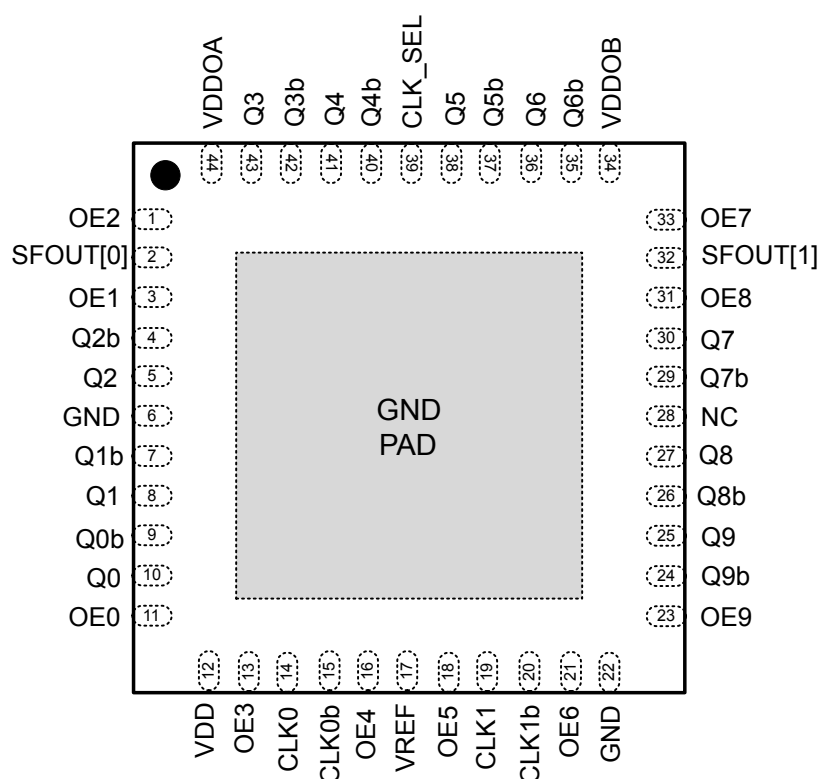 VDDOA
Q3
Q3b
Q4
Q4b
CLK_SEL
Q5
Q5b
Q6
Q6b
VDDOB
44
43
42
41
40
39
38
37
36
35
34
OE2 1
SFOUT[0] 2
OE1 3
Q2b 4
Q2 5
GND 6
Q1b 7
Q1 8
Q0b 9
Q0 10
OE0 11
GND
PAD
33 OE7
32 SFOUT[1]
31 OE8
30 Q7
29 Q7b
28 NC
27 Q8
26 Q8b
25 Q9
24 Q9b
23 OE9
12
13
14
15
16
17
18
19
20
21
22
VDD
OE3
CLK0
CLK0b
OE4
VREF
OE5
CLK1
CLK1b
OE6
GND